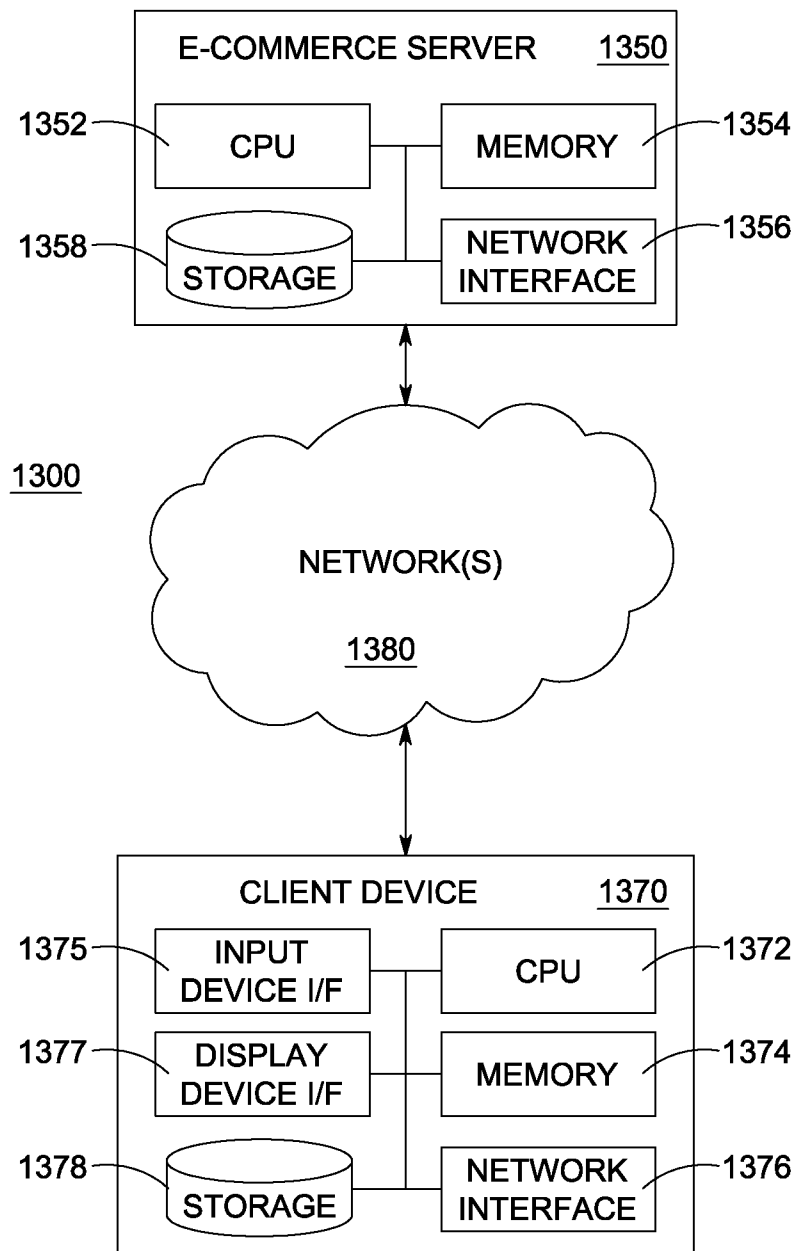 E-COMMERCE SERVER 1350
1352 CPU MEMORY 1354
1358 STORAGE NETWORK INTERFACE 1356
1300
NETWORK(S)
1380
CLIENT DEVICE 1370
1375 INPUT DEVICE I/F CPU 1372
1377 DISPLAY DEVICE I/F MEMORY 1374
1378 STORAGE NETWORK INTERFACE 1376